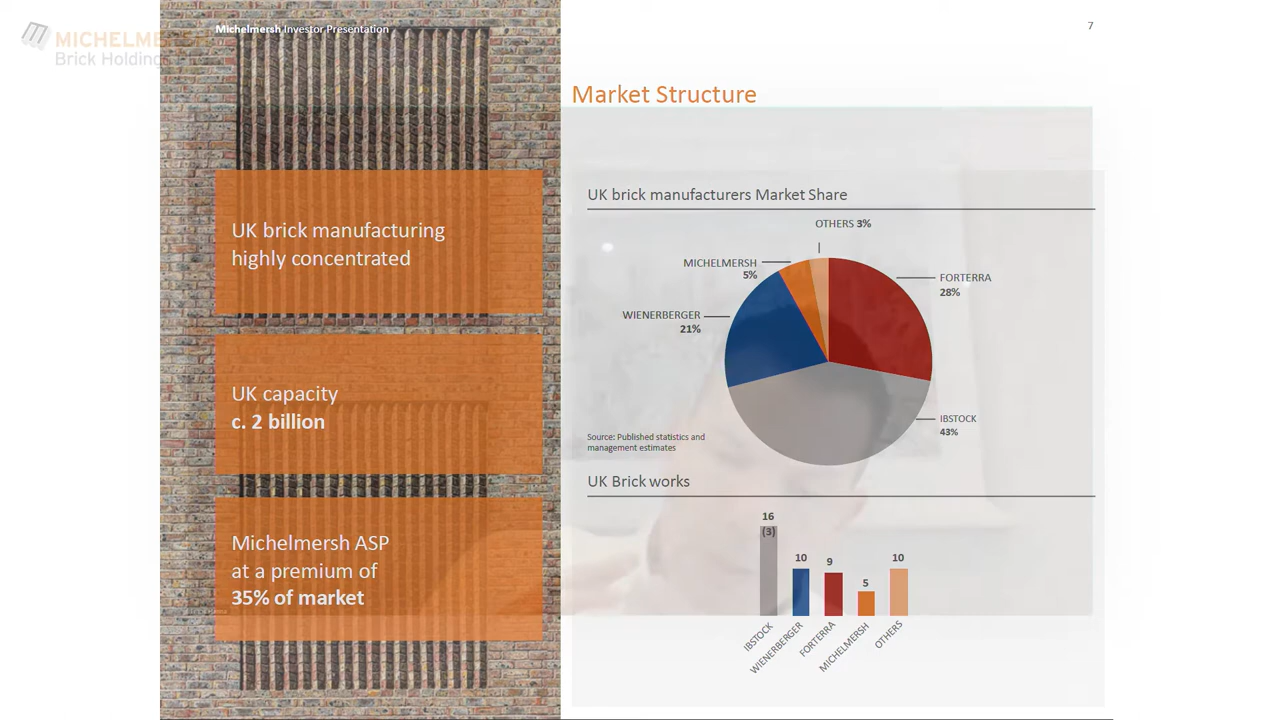 MICHELMERSH
Brick Holdings
Michelmersh Investor Presentation
7
Market Structure
UK brick manufacturing
highly concentrated
UK capacity
c. 2 billion
Michelmersh ASP
at a premium of
35% of market
UK brick manufacturers Market Share
OTHERS 3%
MICHELMERSH
5%
FORTERRA
28%
WIENERBERGER
21%
IBSTOCK
43%
Source: Published statistics and
management estimates
UK Brick works
16
(3)
10
9
5
10
IBSTOCK
WIENERBERGER
FORTERRA
MICHELMERSH
OTHERS